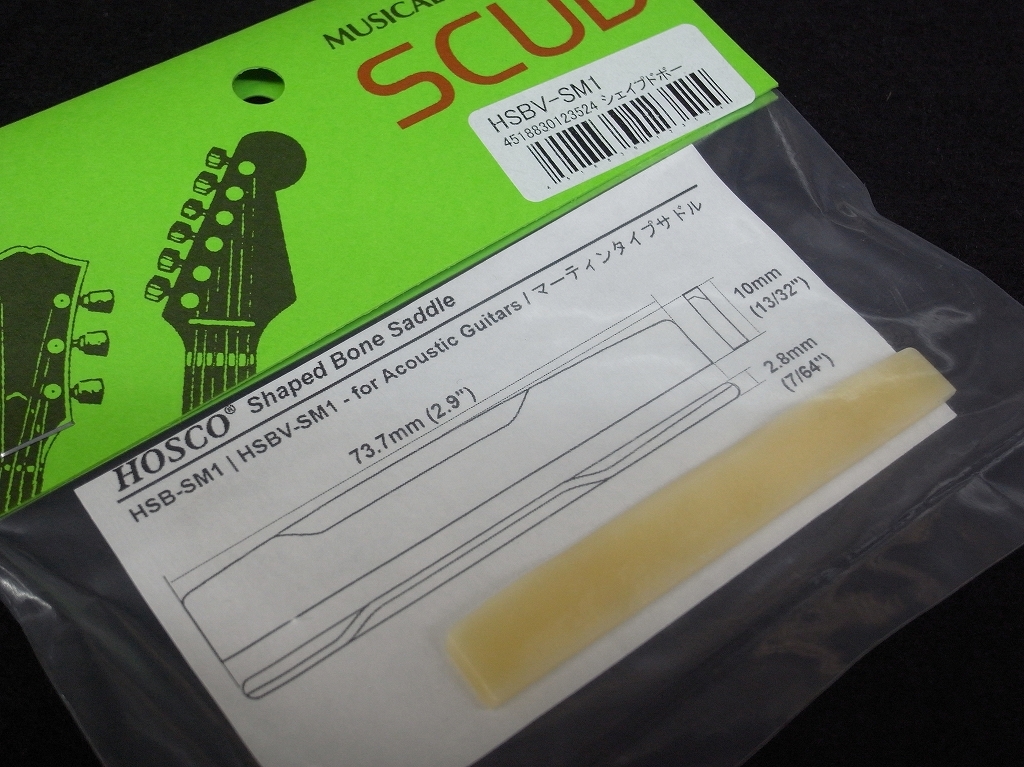 MUSICAL
SCUD
HSBV-SM1
4518830123524 シェイプドボー
HOSCO® Shaped Bone Saddle
HSB-SM1 | HSBV-SM1 - for Acoustic Guitars / マーティンタイプサドル
73.7mm (2.9")
10mm
(13/32")
2.8mm
(7/64")